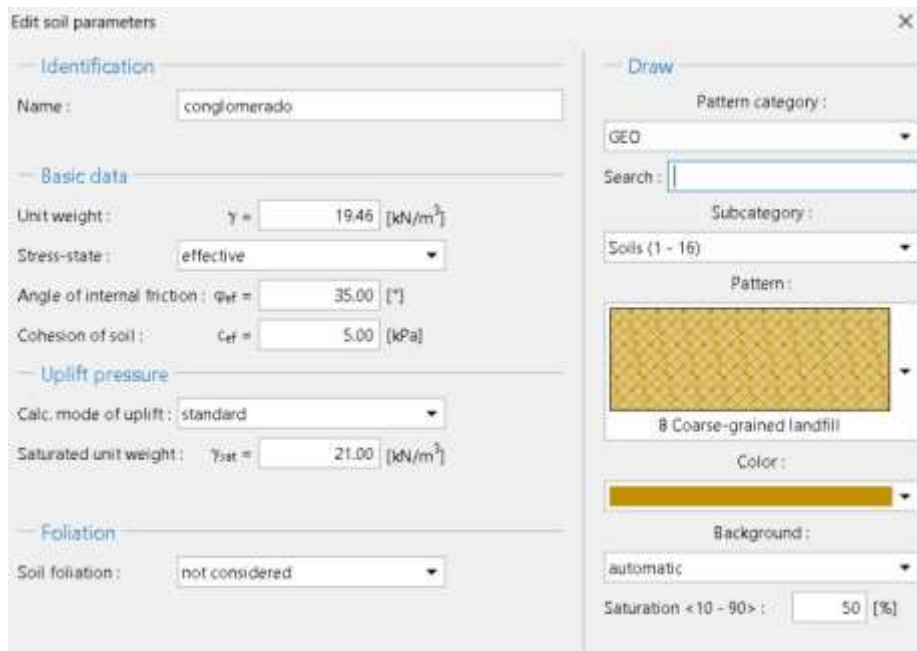 Edit soil parameters
Identification
Name : conglomerado
Basic data
Unit weight : γ = 19.46 [kN/m³]
Stress-state : effective
Angle of internal friction : φef = 35.00 [°]
Cohesion of soil : cef = 5.00 [kPa]
Uplift pressure
Calc. mode of uplift : standard
Saturated unit weight : γsat = 21.00 [kN/m³]
Foliation
Soil foliation : not considered
Draw
Pattern category :
GEO
Search :
Subcategory :
Soils (1 - 16)
Pattern :
8 Coarse-grained landfill
Color :
Background :
automatic
Saturation <10 - 90> : 50 [%]